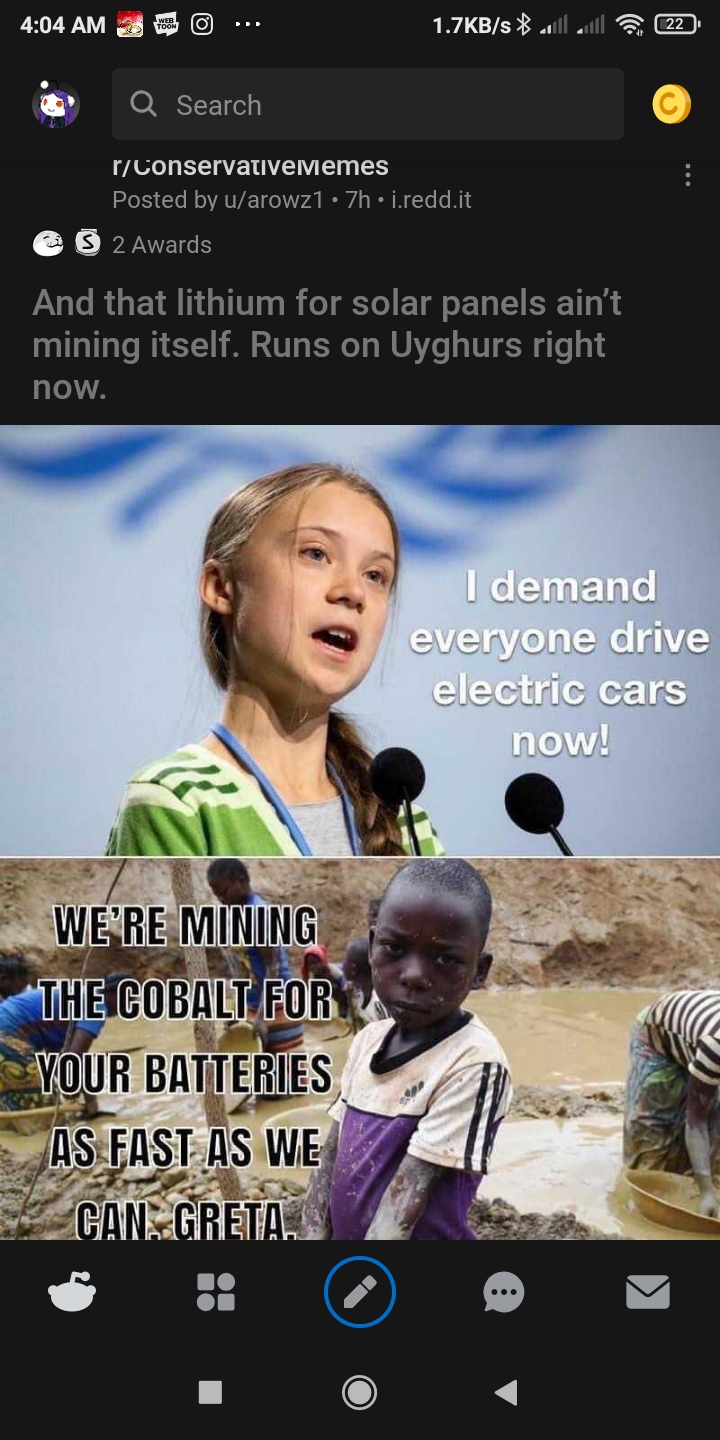 4:04 AM WEB TOON 1.7KB/s 22
Search
r/ConservativeMemes
Posted by u/arowz1 • 7h • i.redd.it
2 Awards
And that lithium for solar panels ain’t
mining itself. Runs on Uyghurs right
now.
I demand
everyone drive
electric cars
now!
WE'RE MINING
THE COBALT FOR
YOUR BATTERIES
AS FAST AS WE
CAN, GRETA.